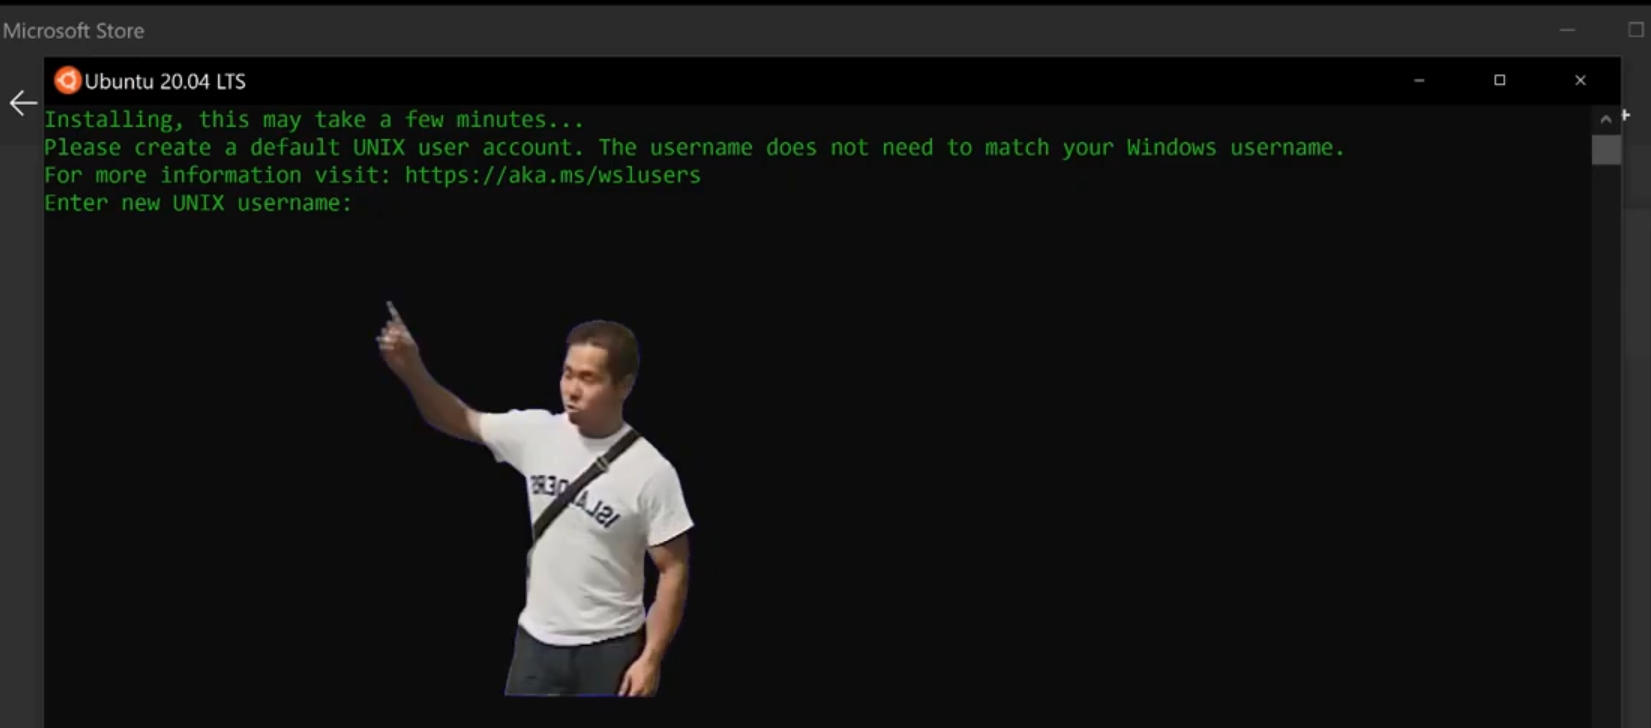 Microsoft Store
Ubuntu 20.04 LTS
Installing, this may take a few minutes...
Please create a default UNIX user account. The username does not need to match your Windows username.
For more information visit: https://aka.ms/wslusers
Enter new UNIX username:
ISLANDERS